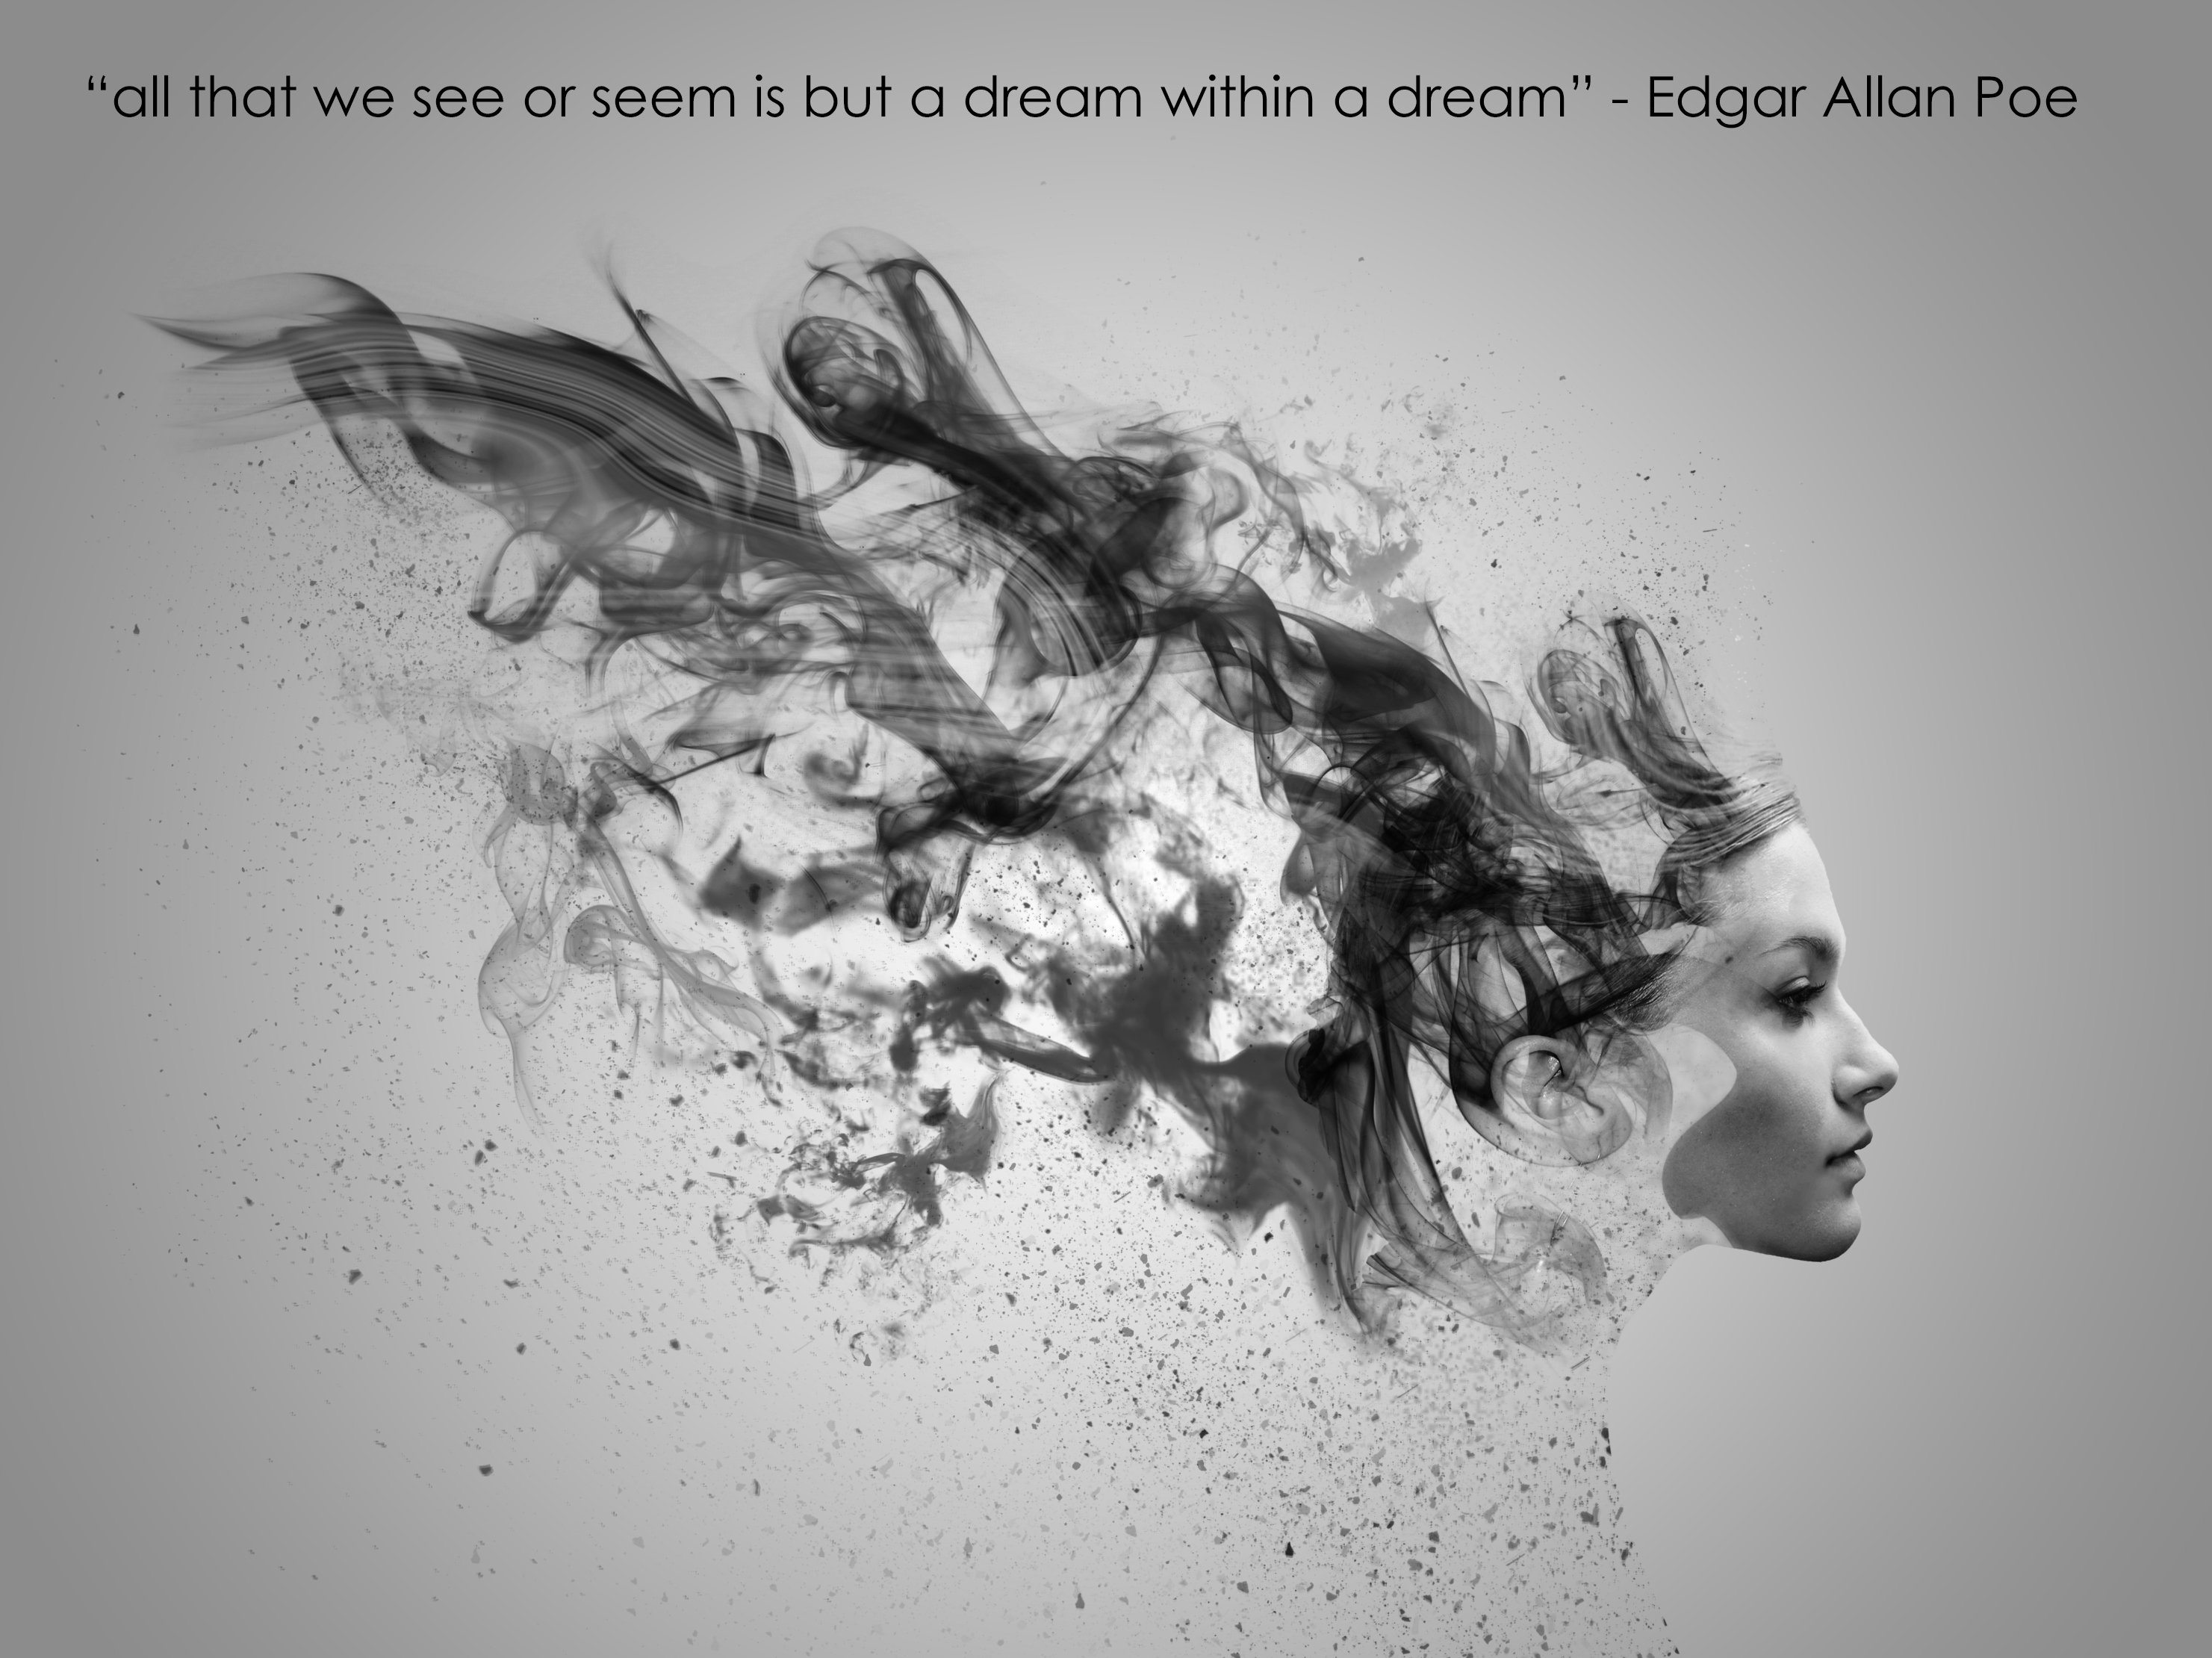 “all that we see or seem is but a dream within a dream” - Edgar Allan Poe